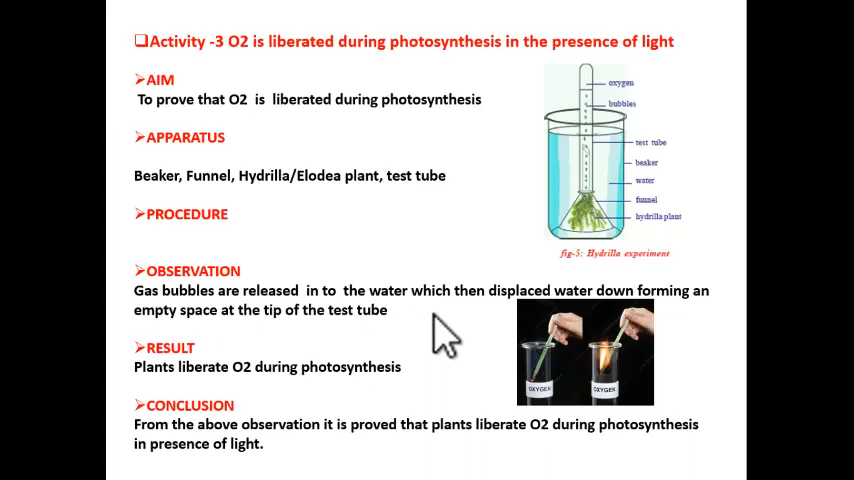 ❑Activity -3 O2 is liberated during photosynthesis in the presence of light
➢AIM
To prove that O2 is liberated during photosynthesis
➢APPARATUS
Beaker, Funnel, Hydrilla/Elodea plant, test tube
➢PROCEDURE
➢OBSERVATION
Gas bubbles are released in to the water which then displaced water down forming an
empty space at the tip of the test tube
➢RESULT
Plants liberate O2 during photosynthesis
➢CONCLUSION
From the above observation it is proved that plants liberate O2 during photosynthesis
in presence of light.
oxygen
bubbles
test tube
beaker
water
funnel
hydrilla plant
fig-5: Hydrilla experiment
OXYGEN
OXYGEN